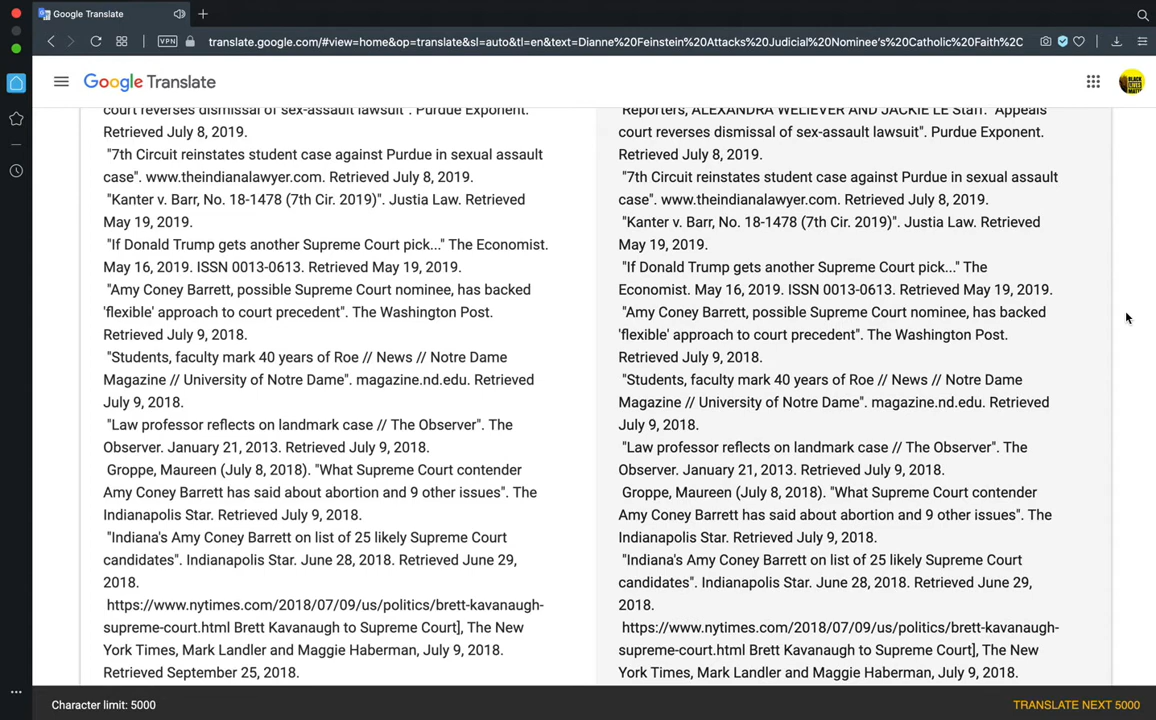 Google Translate
VPN
translate.google.com/#view=home&op=translate&sl=auto&tl=en&text=Dianne%20Feinstein%20Attacks%20Judicial%20Nominee's%20Catholic%20Faith%C
Google Translate
BLACK
LIVES
MATTER
court reverses dismissal of sex-assault lawsuit". Purdue Exponent.
Retrieved July 8, 2019.
"7th Circuit reinstates student case against Purdue in sexual assault
case". www.theindianalawyer.com. Retrieved July 8, 2019.
"Kanter v. Barr, No. 18-1478 (7th Cir. 2019)". Justia Law. Retrieved
May 19, 2019.
"If Donald Trump gets another Supreme Court pick..." The Economist.
May 16, 2019. ISSN 0013-0613. Retrieved May 19, 2019.
"Amy Coney Barrett, possible Supreme Court nominee, has backed
'flexible' approach to court precedent". The Washington Post.
Retrieved July 9, 2018.
"Students, faculty mark 40 years of Roe // News // Notre Dame
Magazine // University of Notre Dame". magazine.nd.edu. Retrieved
July 9, 2018.
"Law professor reflects on landmark case // The Observer". The
Observer. January 21, 2013. Retrieved July 9, 2018.
Groppe, Maureen (July 8, 2018). "What Supreme Court contender
Amy Coney Barrett has said about abortion and 9 other issues". The
Indianapolis Star. Retrieved July 9, 2018.
"Indiana's Amy Coney Barrett on list of 25 likely Supreme Court
candidates". Indianapolis Star. June 28, 2018. Retrieved June 29,
2018.
https://www.nytimes.com/2018/07/09/us/politics/brett-kavanaugh-
supreme-court.html Brett Kavanaugh to Supreme Court], The New
York Times, Mark Landler and Maggie Haberman, July 9, 2018.
Retrieved September 25, 2018.
Reporters, ALEXANDRA WELIEVER AND JACKIE LE Staff. "Appeals
court reverses dismissal of sex-assault lawsuit". Purdue Exponent.
Retrieved July 8, 2019.
"7th Circuit reinstates student case against Purdue in sexual assault
case". www.theindianalawyer.com. Retrieved July 8, 2019.
"Kanter v. Barr, No. 18-1478 (7th Cir. 2019)". Justia Law. Retrieved
May 19, 2019.
"If Donald Trump gets another Supreme Court pick..." The
Economist. May 16, 2019. ISSN 0013-0613. Retrieved May 19, 2019.
"Amy Coney Barrett, possible Supreme Court nominee, has backed
'flexible' approach to court precedent". The Washington Post.
Retrieved July 9, 2018.
"Students, faculty mark 40 years of Roe // News // Notre Dame
Magazine // University of Notre Dame". magazine.nd.edu. Retrieved
July 9, 2018.
"Law professor reflects on landmark case // The Observer". The
Observer. January 21, 2013. Retrieved July 9, 2018.
Groppe, Maureen (July 8, 2018). "What Supreme Court contender
Amy Coney Barrett has said about abortion and 9 other issues". The
Indianapolis Star. Retrieved July 9, 2018.
"Indiana's Amy Coney Barrett on list of 25 likely Supreme Court
candidates". Indianapolis Star. June 28, 2018. Retrieved June 29,
2018.
https://www.nytimes.com/2018/07/09/us/politics/brett-kavanaugh-
supreme-court.html Brett Kavanaugh to Supreme Court], The New
York Times, Mark Landler and Maggie Haberman, July 9, 2018.
Character limit: 5000
TRANSLATE NEXT 5000